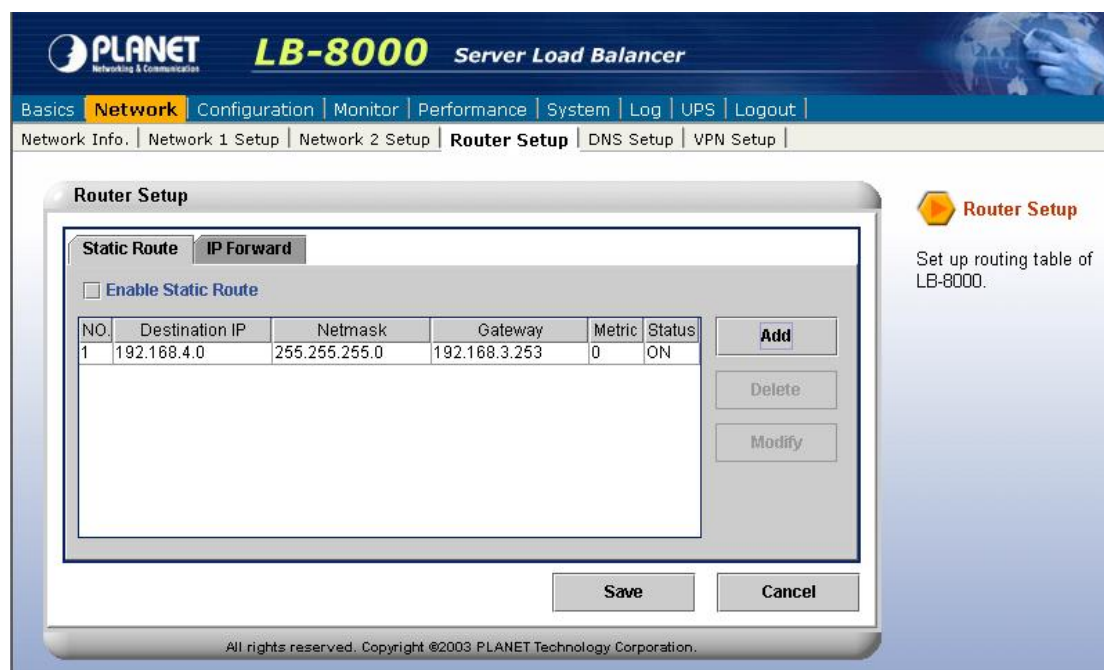 PLANET
Networking & Communication
LB-8000 Server Load Balancer
Basics | Network | Configuration | Monitor | Performance | System | Log | UPS | Logout |
Network Info. | Network 1 Setup | Network 2 Setup | Router Setup | DNS Setup | VPN Setup |
Router Setup
Static Route IP Forward
Enable Static Route
NO. Destination IP Netmask Gateway Metric Status
1 192.168.4.0 255.255.255.0 192.168.3.253 0 ON
Add
Delete
Modify
Save Cancel
All rights reserved. Copyright ©2003 PLANET Technology Corporation.
Router Setup
Set up routing table of
LB-8000.